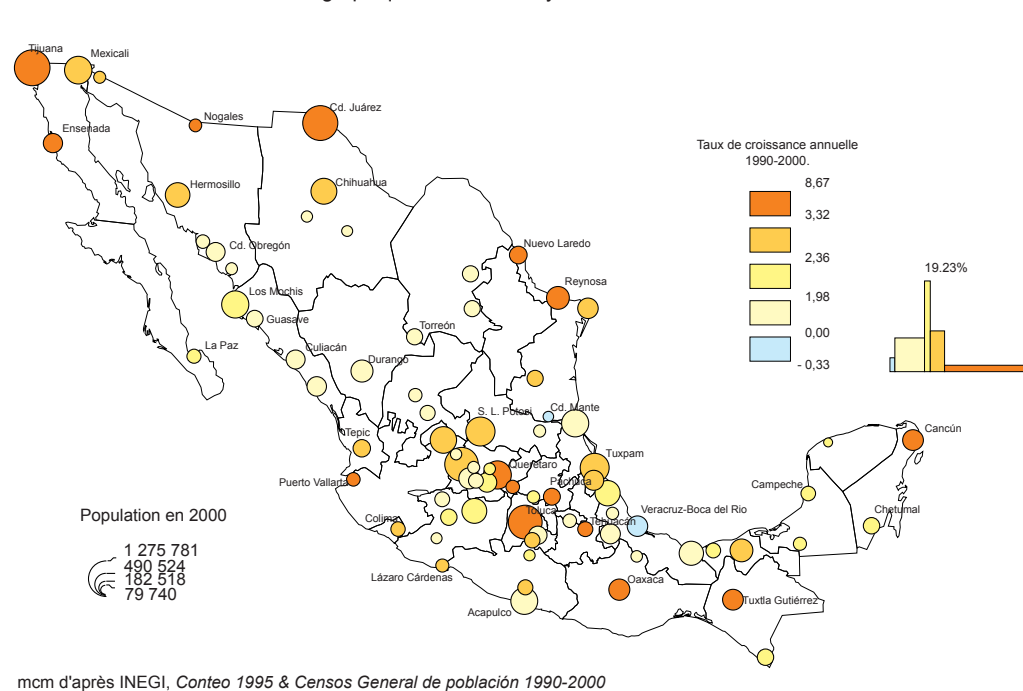 Tijuana
Mexicali
Nogales
Cd. Juárez
Ensenada
Taux de croissance annuelle
1990-2000.
8,67
3,32
2,36
1,98
0,00
- 0,33
19.23%
Hermosillo
Chihuahua
Cd. Obregón
Nuevo Laredo
Reynosa
Los Mochis
Guasave
Torreón
La Paz
Culiacán
Durango
S. L. Potosi
Cd. Mante
Tepic
Cancún
Querétaro
Tuxpam
Puerto Vallarta
Pachuca
Campeche
Population en 2000
Colima
Toluca
Tehuacán
Veracruz-Boca del Rio
Chetumal
1 275 781
490 524
182 518
79 740
Lázaro Cárdenas
Oaxaca
Acapulco
Tuxtla Gutiérrez
mcm d'après INEGI, Conteo 1995 & Censos General de población 1990-2000